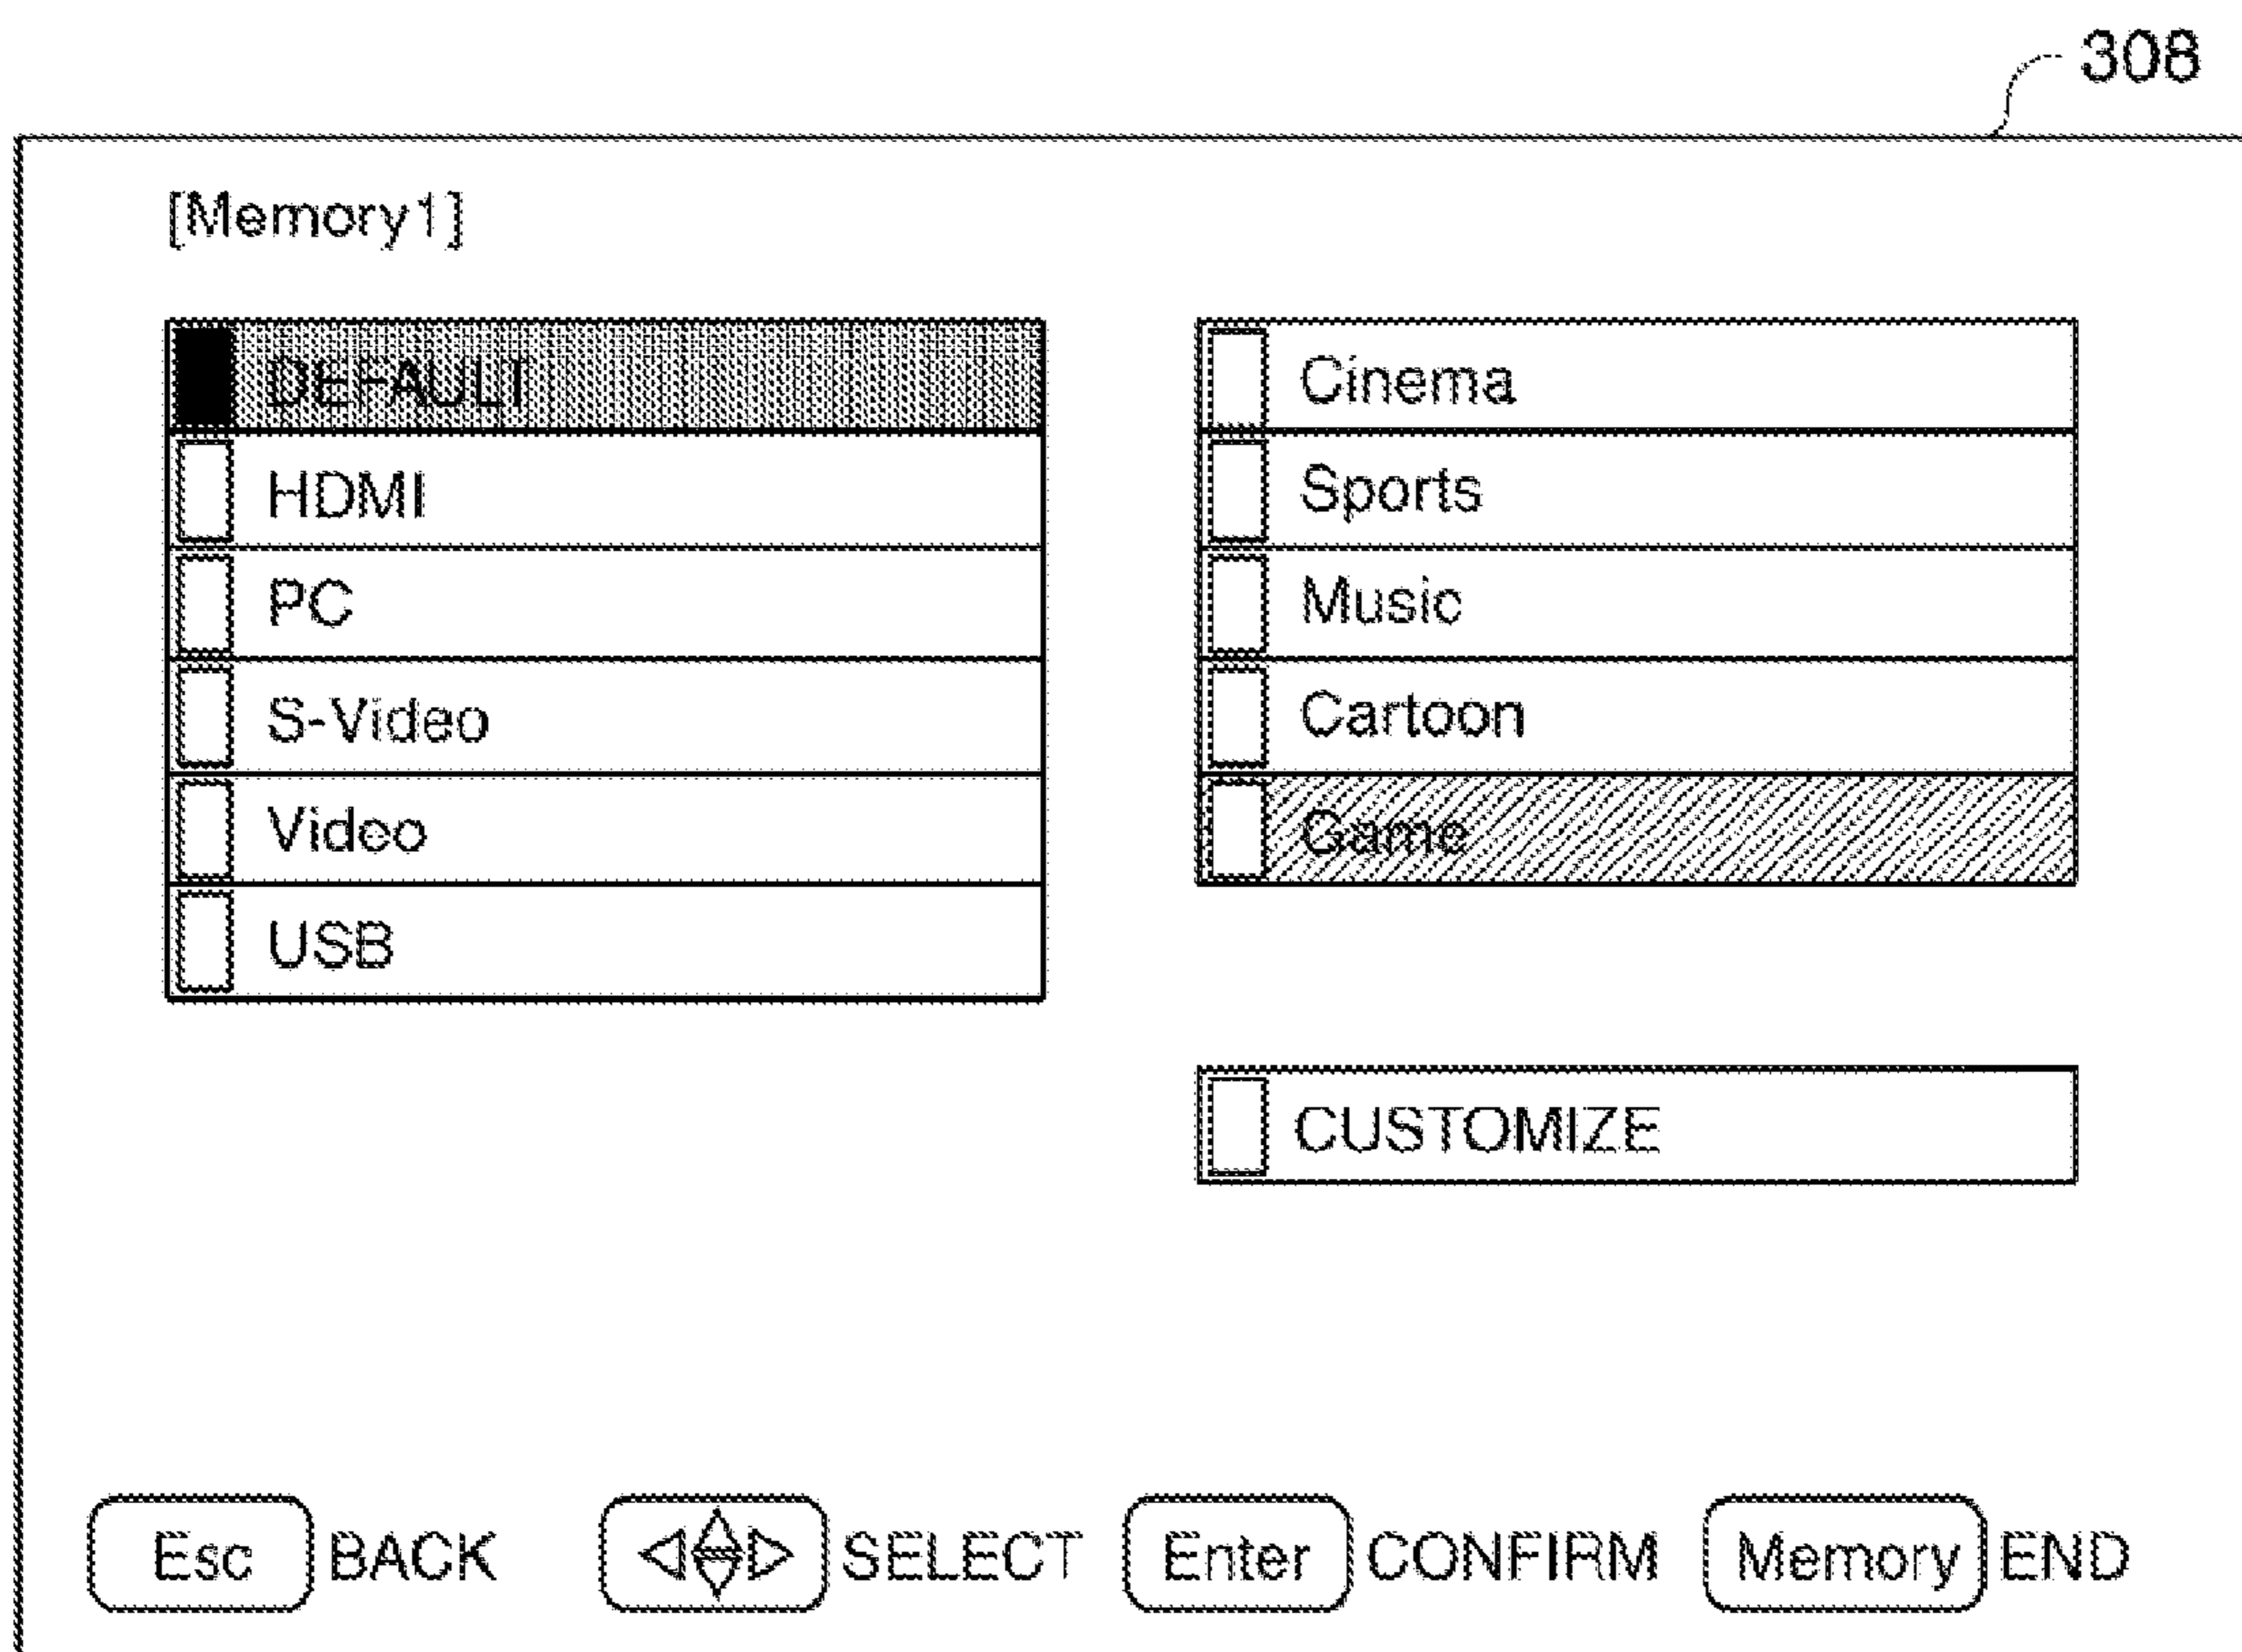 308
[Memory1]
DEFAULT
HDMI
PC
S-Video
Video
USB
Cinema
Sports
Music
Cartoon
Game
CUSTOMIZE
Esc BACK SELECT Enter CONFIRM Memory END